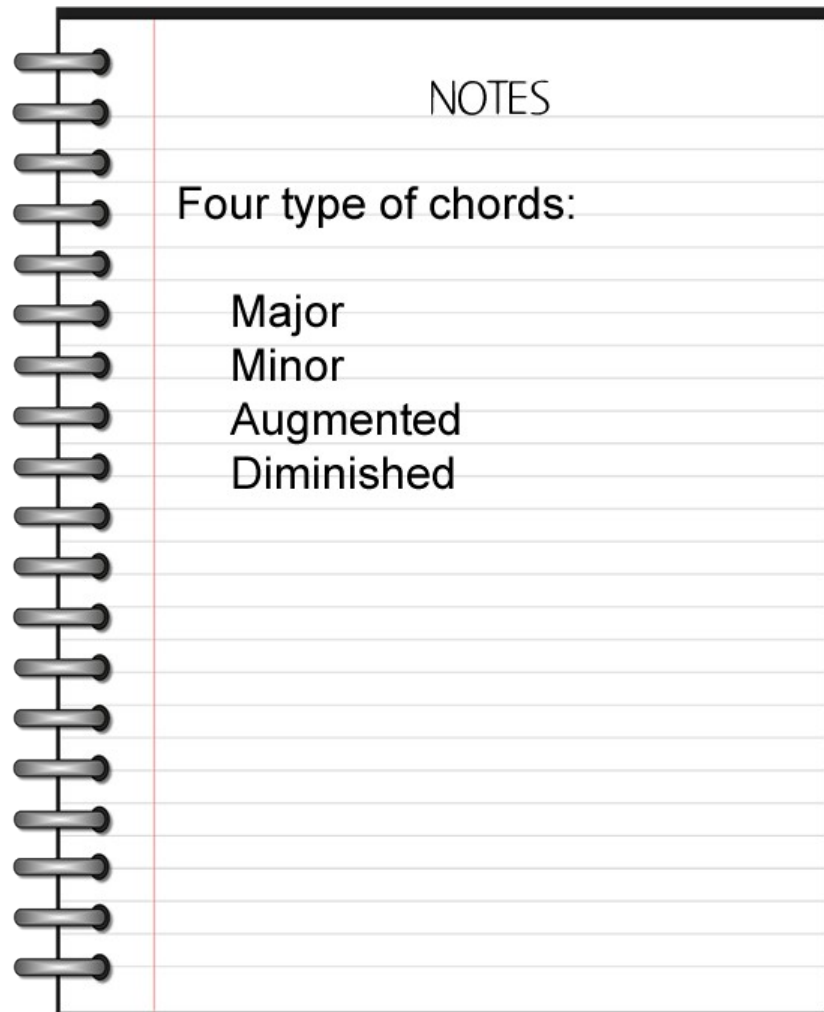 NOTES
Four type of chords:
Major
Minor
Augmented
Diminished